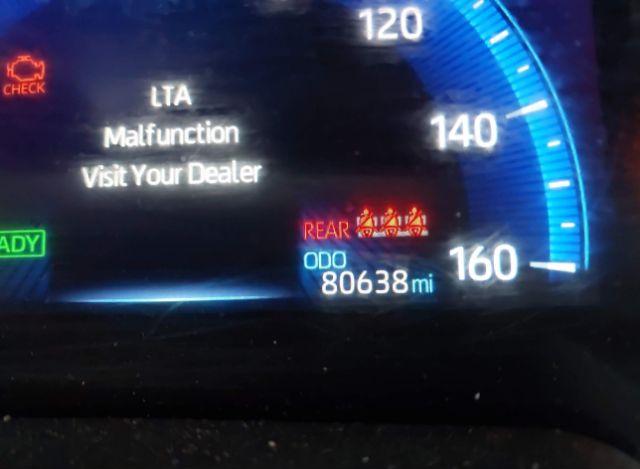 120
CHECK
LTA
Malfunction
Visit Your Dealer
140
ADY
REAR
ODO
80638 mi
160